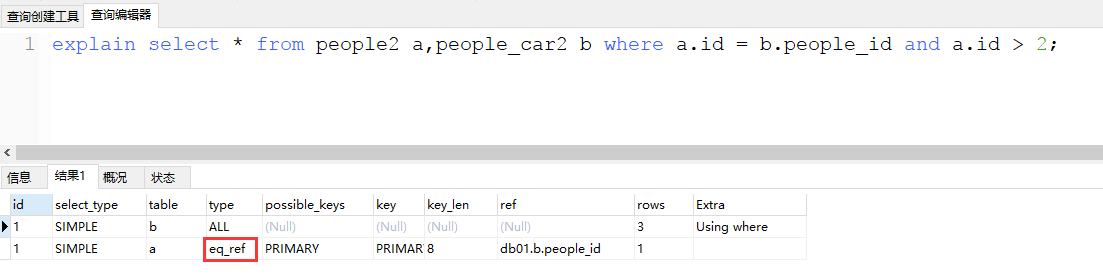 查询创建工具 查询编辑器
1 explain select * from people2 a,people_car2 b where a.id = b.people_id and a.id > 2;
信息 结果1 概况 状态
id select_type table type possible_keys key key_len ref rows Extra
1 SIMPLE b ALL (Null) (Null) (Null) (Null) 3 Using where
1 SIMPLE a eq_ref PRIMARY PRIMAR 8 db01.b.people_id 1